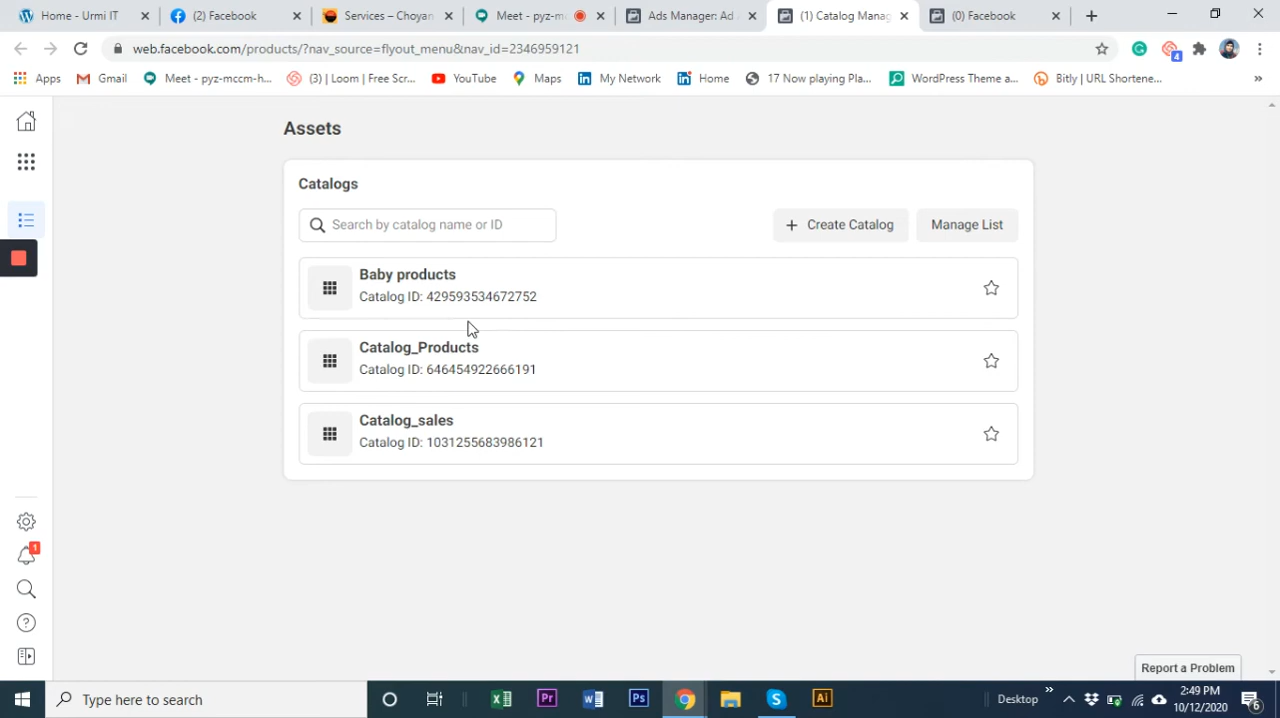 Home - Urmi IT
(2) Facebook
Services – Choyan
Meet - pyz-m
Ads Manager: Ad
(1) Catalog Mana
(0) Facebook
web.facebook.com/products/?nav_source=flyout_menu&nav_id=2346959121
4
Apps
Gmail
Meet - pyz-mccm-h...
(3) | Loom | Free Scr...
YouTube
Maps
My Network
Home
17 Now playing Pla...
WordPress Theme a...
Bitly | URL Shortene...
»
Assets
Catalogs
Search by catalog name or ID
+ Create Catalog
Manage List
Baby products
Catalog ID: 429593534672752
Catalog_Products
Catalog ID: 646454922666191
Catalog_sales
Catalog ID: 1031255683986121
1
Report a Problem
Type here to search
Desktop
»
2:49 PM
10/12/2020
6